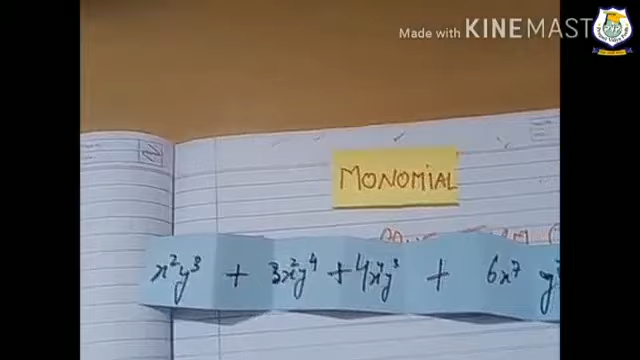 Made with KINEMAST
MONOMIAL
x²y³ + 3x²y⁴ + 4x⁴y³ + 6x⁷ y